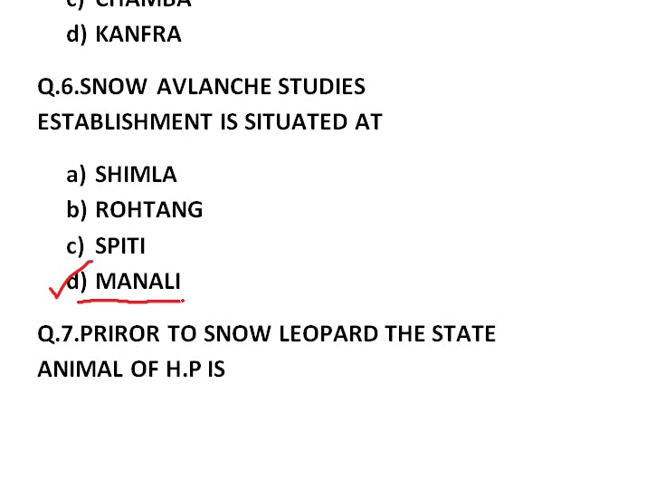 c) CHAMBA
d) KANFRA
Q.6.SNOW AVLANCHE STUDIES
ESTABLISHMENT IS SITUATED AT
a) SHIMLA
b) ROHTANG
c) SPITI
d) MANALI
Q.7.PRIROR TO SNOW LEOPARD THE STATE
ANIMAL OF H.P IS